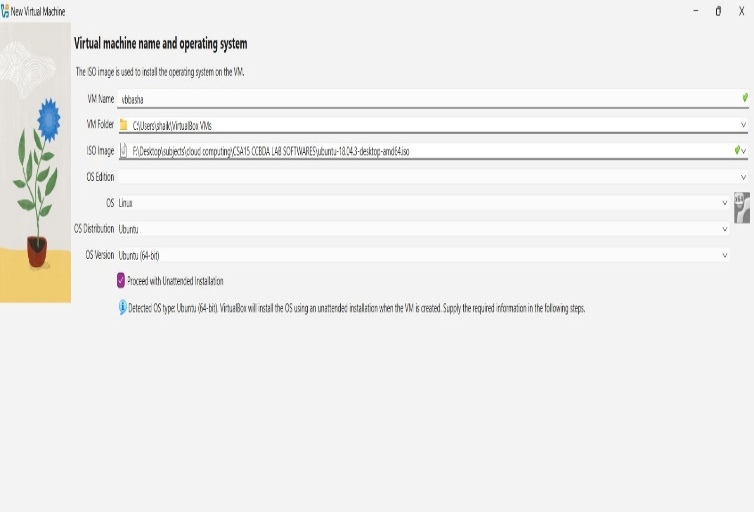 New Virtual Machine
Virtual machine name and operating system
The ISO image is used to install the operating system on the VM.
VM Name vbbasha
VM Folder C:\Users\shaik\VirtualBox VMs
ISO Image F:\Desktop\subjects\cloud computing\CSA15 CCBDA LAB SOFTWARES\ubuntu-18.04.3-desktop-amd64.iso
OS Edition
OS Linux
OS Distribution Ubuntu
OS Version Ubuntu (64-bit)
Proceed with Unattended Installation
Detected OS type: Ubuntu (64-bit). VirtualBox will install the OS using an unattended installation when the VM is created. Supply the required information in the following steps.